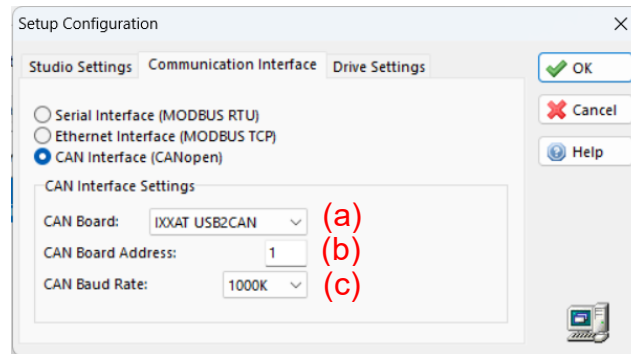 Setup Configuration
Studio Settings Communication Interface Drive Settings
OK
Serial Interface (MODBUS RTU)
Cancel
Ethernet Interface (MODBUS TCP)
CAN Interface (CANopen)
Help
CAN Interface Settings
CAN Board: IXXAT USB2CAN (a)
CAN Board Address: 1 (b)
CAN Baud Rate: 1000K (c)